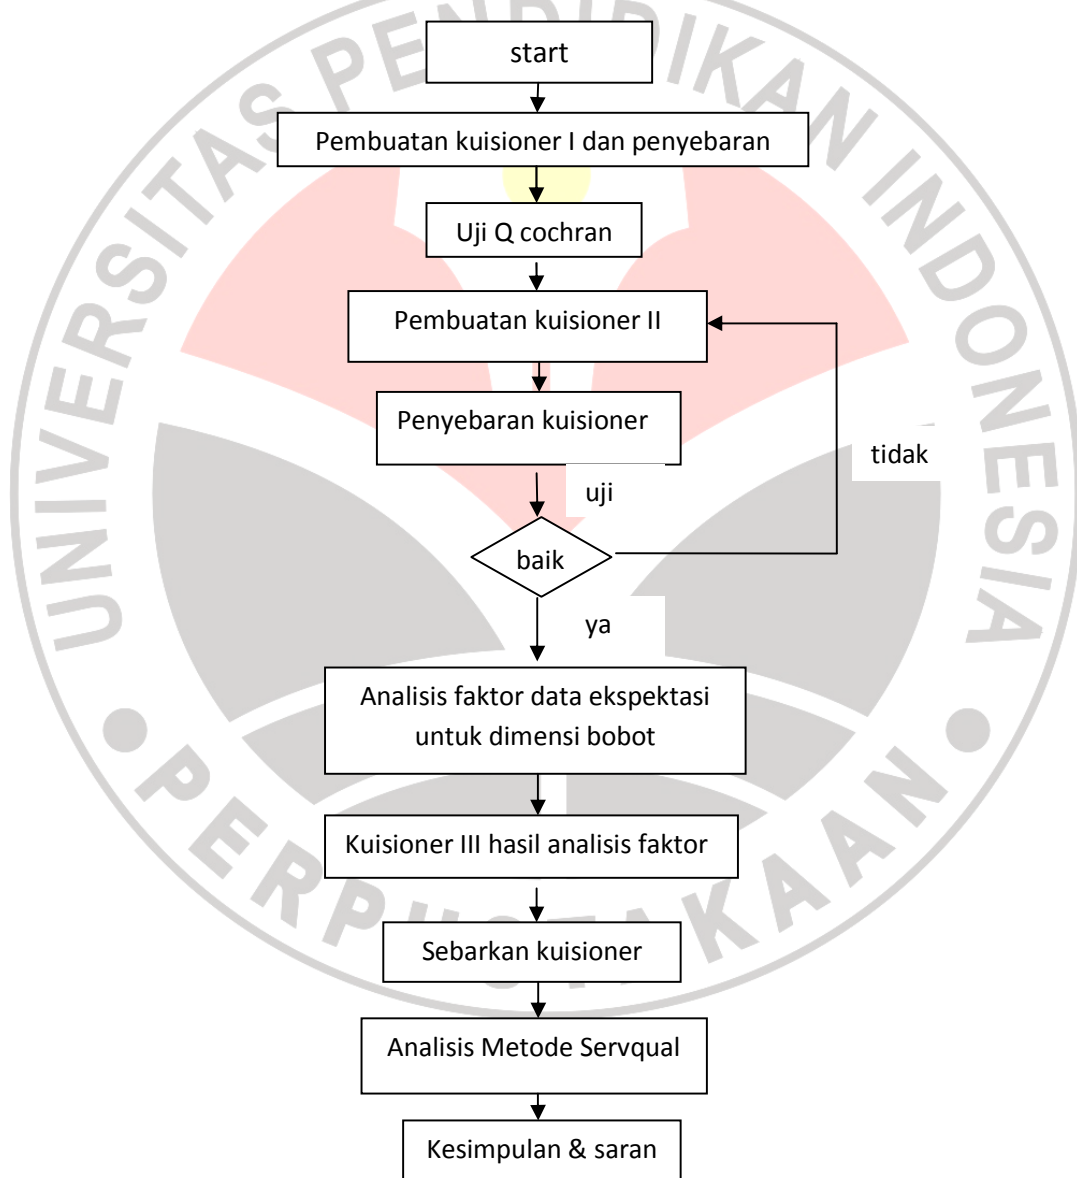 UNIVERSITAS PENDIDIKAN INDONESIA
PERPUSTAKAAN
start
Pembuatan kuisioner I dan penyebaran
Uji Q cochran
Pembuatan kuisioner II
Penyebaran kuisioner
tidak
uji
baik
ya
Analisis faktor data ekspektasi
untuk dimensi bobot
Kuisioner III hasil analisis faktor
Sebarkan kuisioner
Analisis Metode Servqual
Kesimpulan & saran